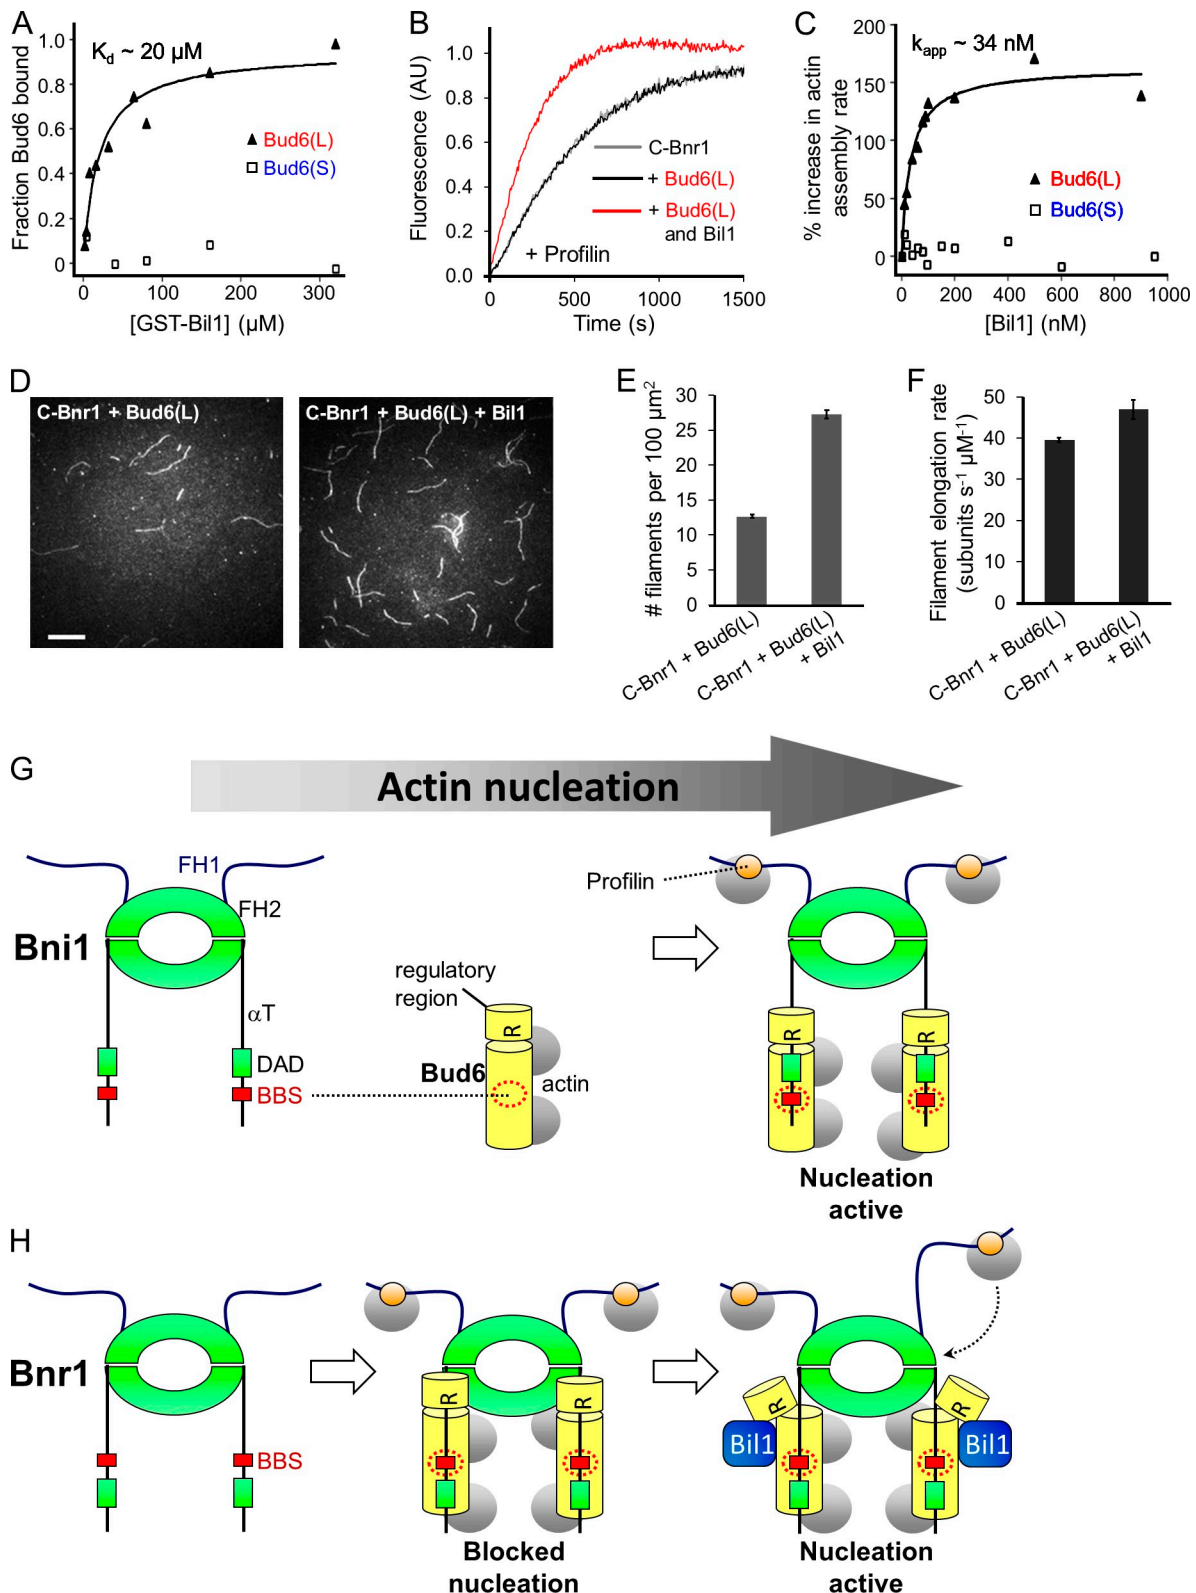 A
K_d ~ 20 µM
Fraction Bud6 bound
1.0
0.8
0.6
0.4
0.2
0
Bud6(L)
Bud6(S)
0
100
200
300
[GST-Bil1] (µM)
B
Fluorescence (AU)
1.0
0.8
0.6
0.4
0.2
0.0
C-Bnr1
+ Bud6(L)
+ Bud6(L)
and Bil1
+ Profilin
0
500
1000
1500
Time (s)
C
k_app ~ 34 nM
% increase in actin
assembly rate
200
150
100
50
0
Bud6(L)
Bud6(S)
0
200
400
600
800
1000
[Bil1] (nM)
D
C-Bnr1 + Bud6(L)
C-Bnr1 + Bud6(L) + Bil1
E
# filaments per 100 µm²
30
25
20
15
10
5
0
C-Bnr1 + Bud6(L)
C-Bnr1 + Bud6(L)
+ Bil1
F
Filament elongation rate
(subunits s⁻¹ µM⁻¹)
50
40
30
20
10
0
C-Bnr1 + Bud6(L)
C-Bnr1 + Bud6(L)
+ Bil1
G
Actin nucleation
FH1
FH2
Bni1
αT
DAD
BBS
regulatory
region
R
Bud6
actin
Profilin
R
R
Nucleation
active
H
Bnr1
BBS
R
R
Blocked
nucleation
R
R
Bil1
Bil1
Nucleation
active